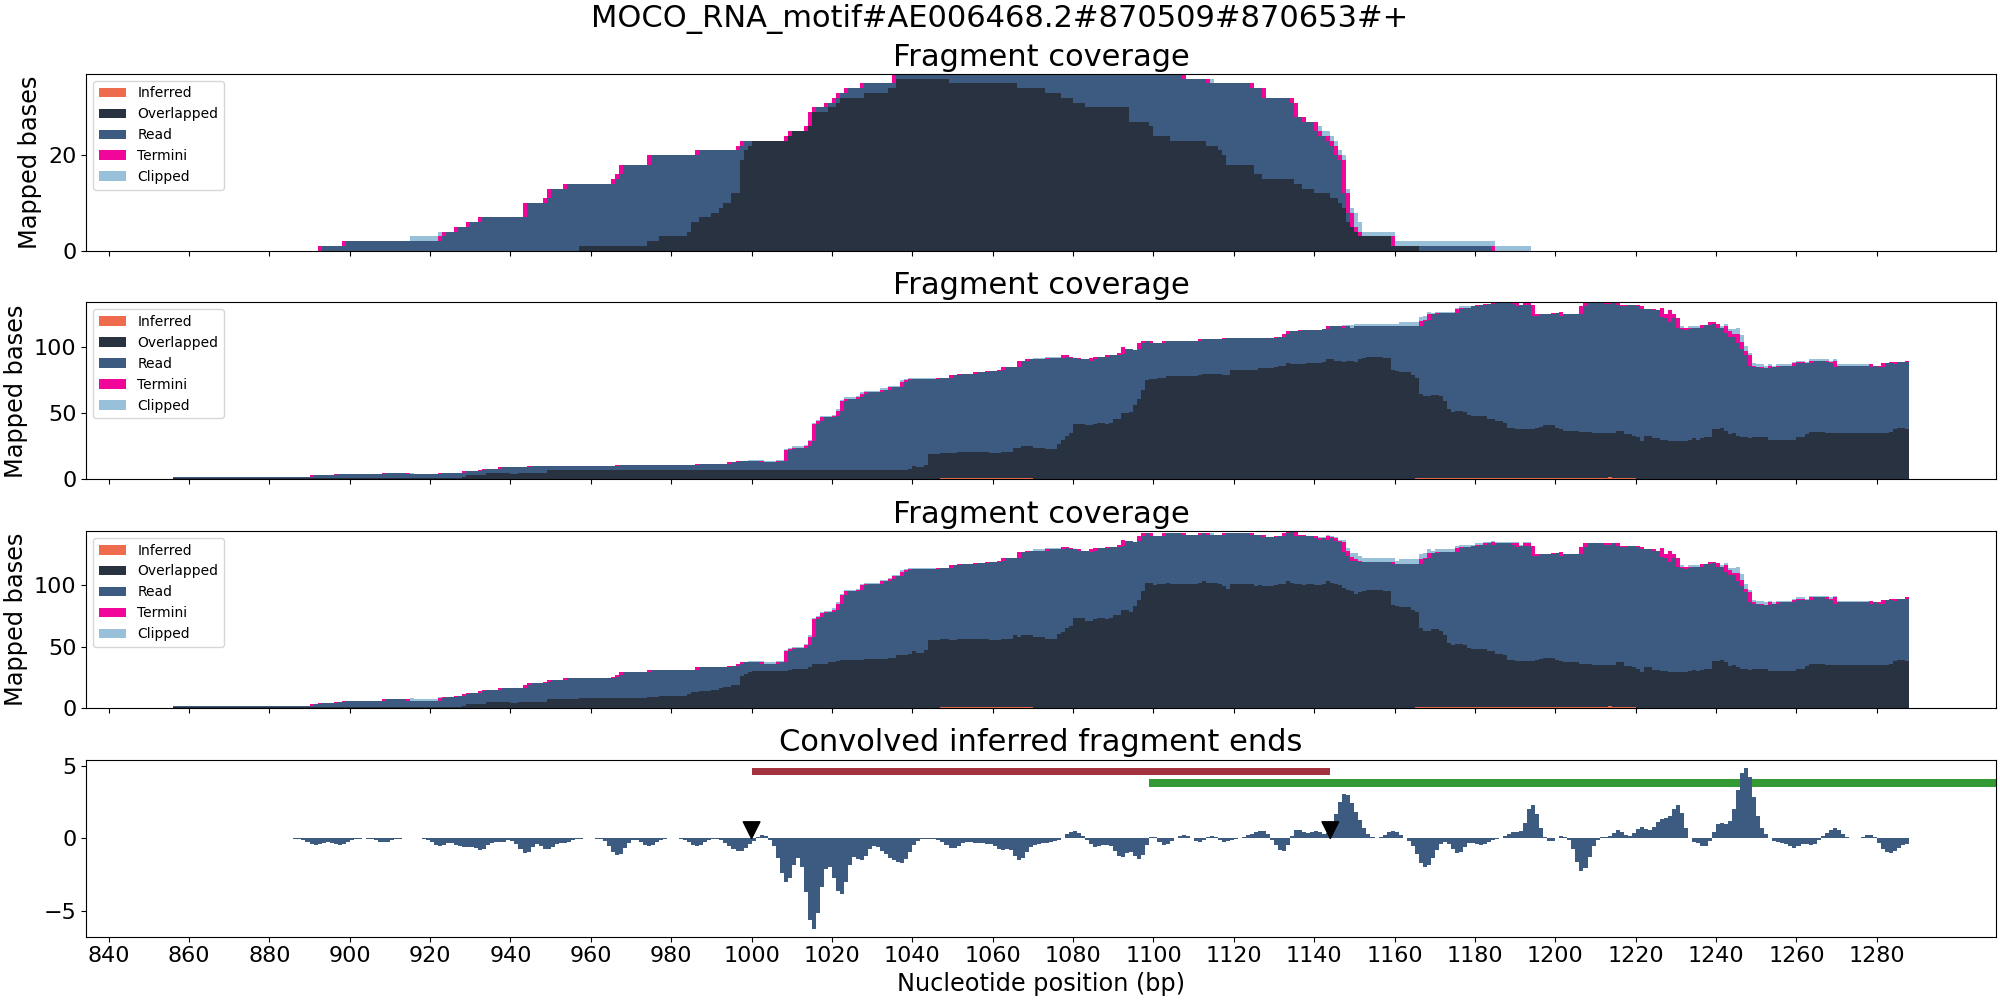 MOCO_RNA_motif#AE006468.2#870509#870653#+
Fragment coverage
Mapped bases
20
0
Inferred
Overlapped
Read
Termini
Clipped
Fragment coverage
Mapped bases
100
50
0
Inferred
Overlapped
Read
Termini
Clipped
Fragment coverage
Mapped bases
100
50
0
Inferred
Overlapped
Read
Termini
Clipped
Convolved inferred fragment ends
5
0
−5
840 860 880 900 920 940 960 980 1000 1020 1040 1060 1080 1100 1120 1140 1160 1180 1200 1220 1240 1260 1280
Nucleotide position (bp)